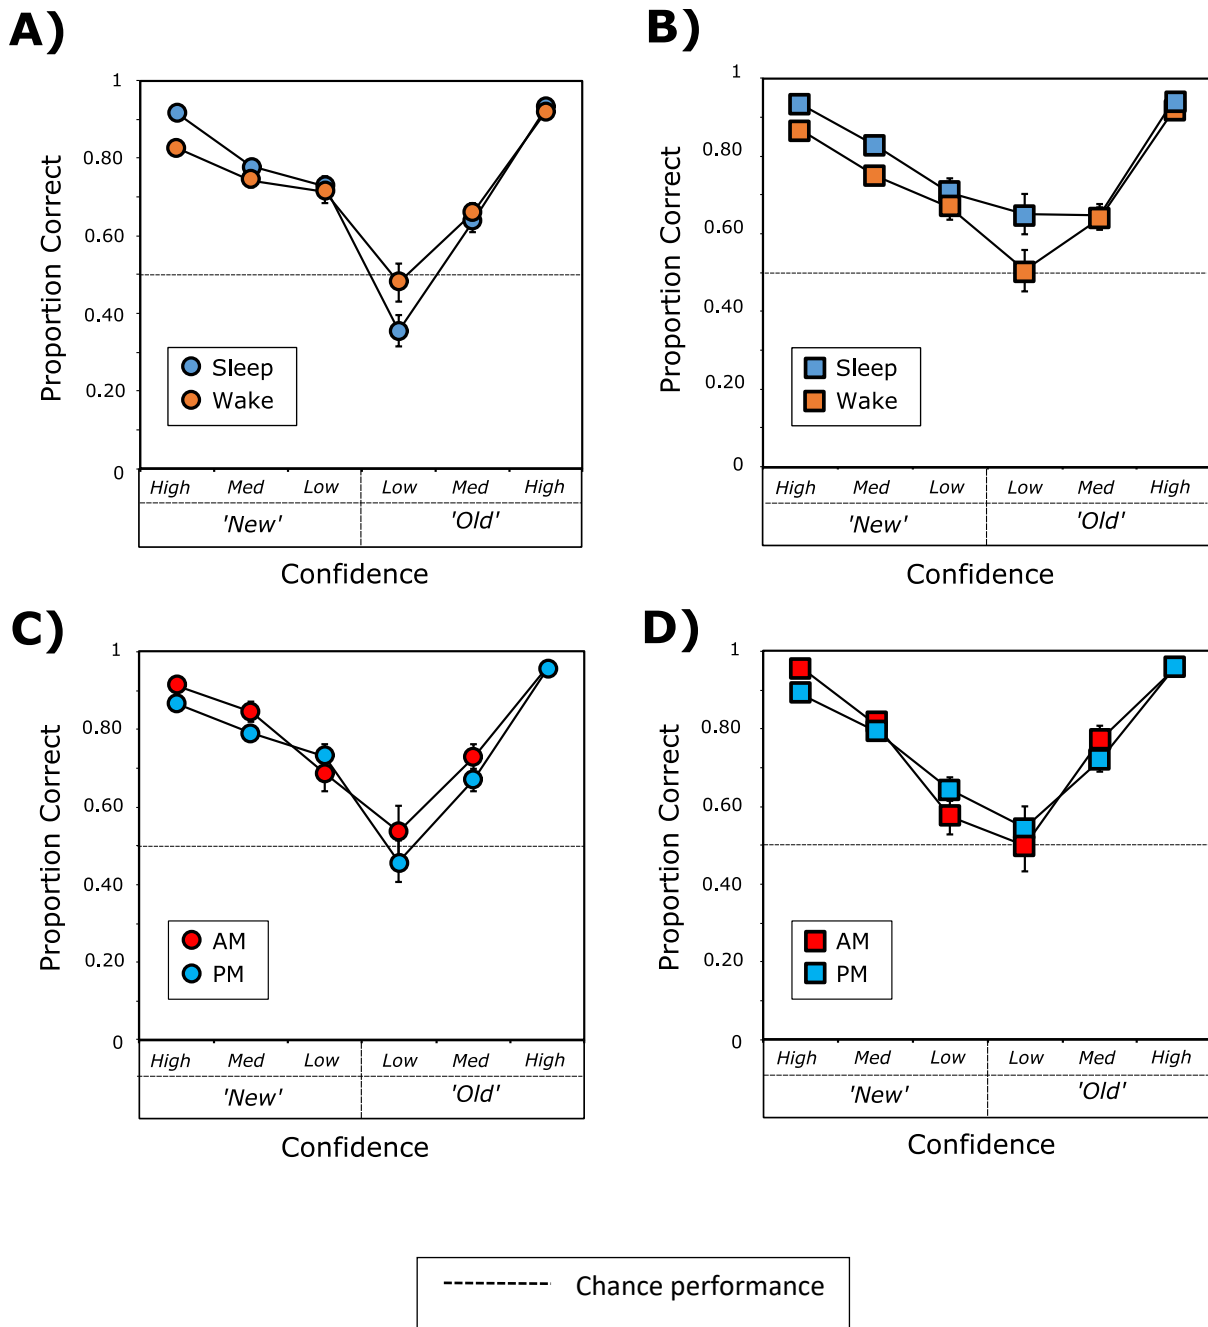 A)
1
0.80
0.60
0.40
0.20
0
Proportion Correct
Sleep
Wake
High Med Low Low Med High
'New' 'Old'
Confidence
B)
1
0.80
0.60
0.40
0.20
0
Proportion Correct
Sleep
Wake
High Med Low Low Med High
'New' 'Old'
Confidence
C)
1
0.80
0.60
0.40
0.20
0
Proportion Correct
AM
PM
High Med Low Low Med High
'New' 'Old'
Confidence
D)
1
0.80
0.60
0.40
0.20
0
Proportion Correct
AM
PM
High Med Low Low Med High
'New' 'Old'
Confidence
Chance performance